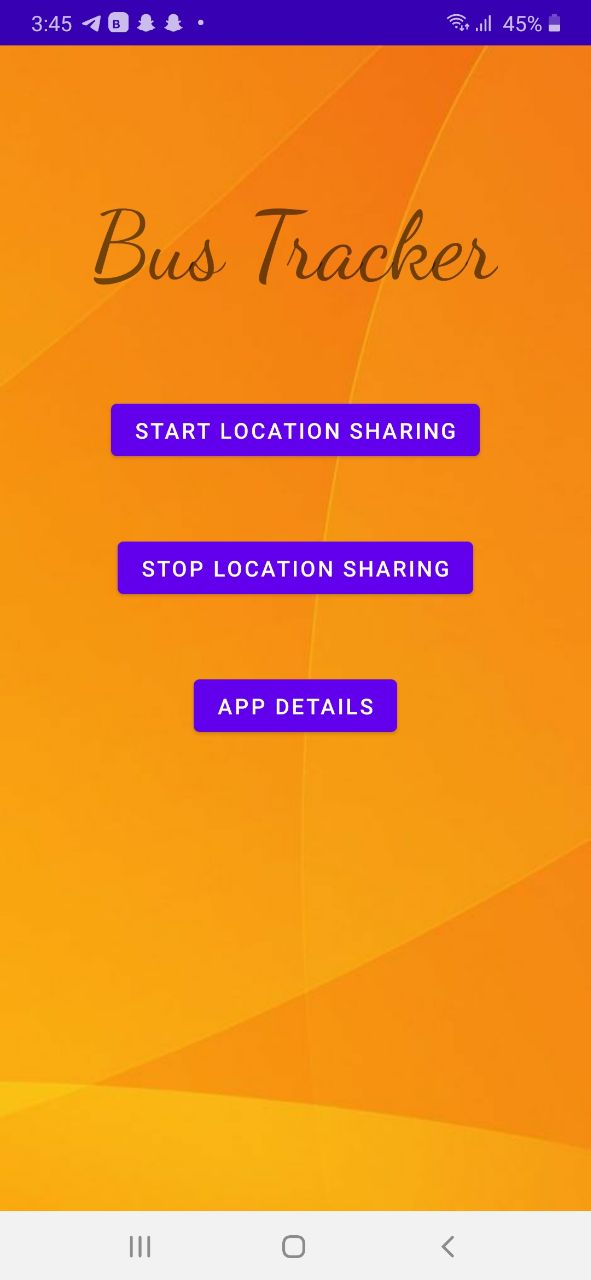 3:45 B 45%
Bus Tracker
START LOCATION SHARING
STOP LOCATION SHARING
APP DETAILS